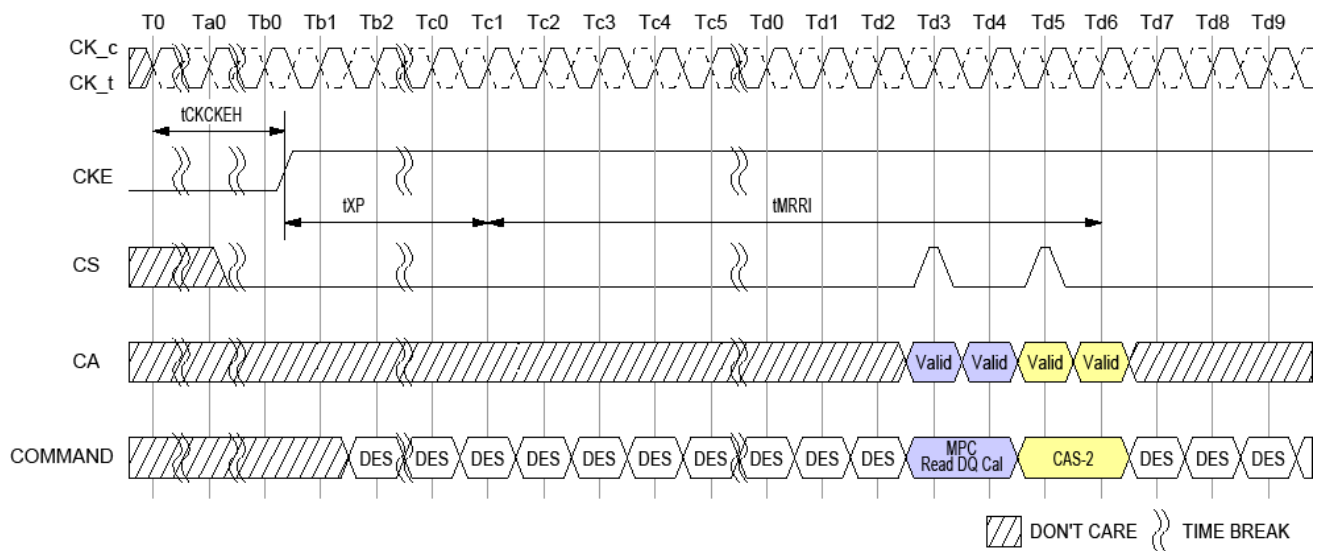 T0 Ta0 Tb0 Tb1 Tb2 Tc0 Tc1 Tc2 Tc3 Tc4 Tc5 Td0 Td1 Td2 Td3 Td4 Td5 Td6 Td7 Td8 Td9
CK_c
CK_t
tCKCKEH
CKE
tXP tMRRI
CS
CA Valid Valid Valid Valid
COMMAND DES DES DES DES DES DES DES DES DES DES MPC Read DQ Cal CAS-2 DES DES DES
DON'T CARE TIME BREAK